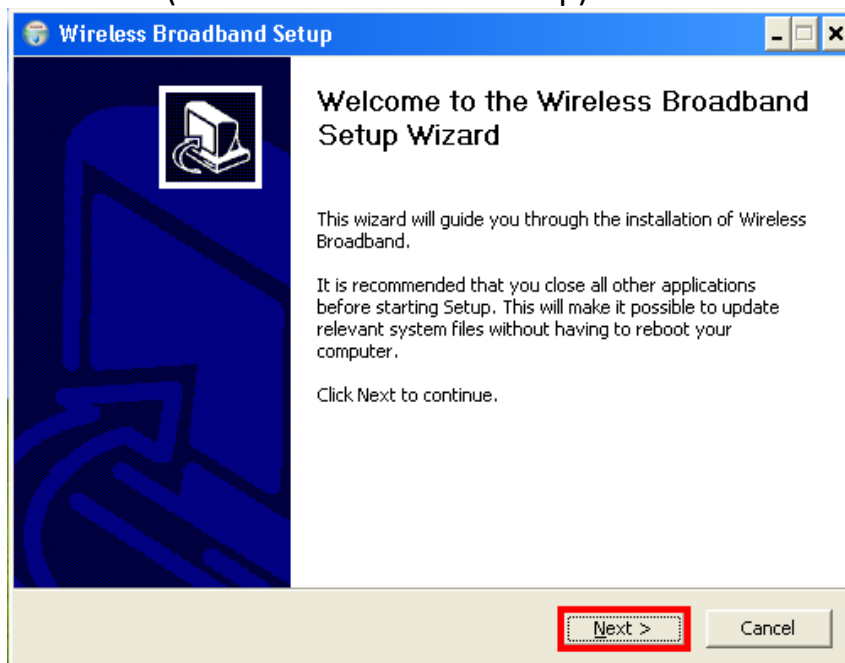 Wireless Broadband Setup
Welcome to the Wireless Broadband
Setup Wizard
This wizard will guide you through the installation of Wireless
Broadband.
It is recommended that you close all other applications
before starting Setup. This will make it possible to update
relevant system files without having to reboot your
computer.
Click Next to continue.
Next >
Cancel